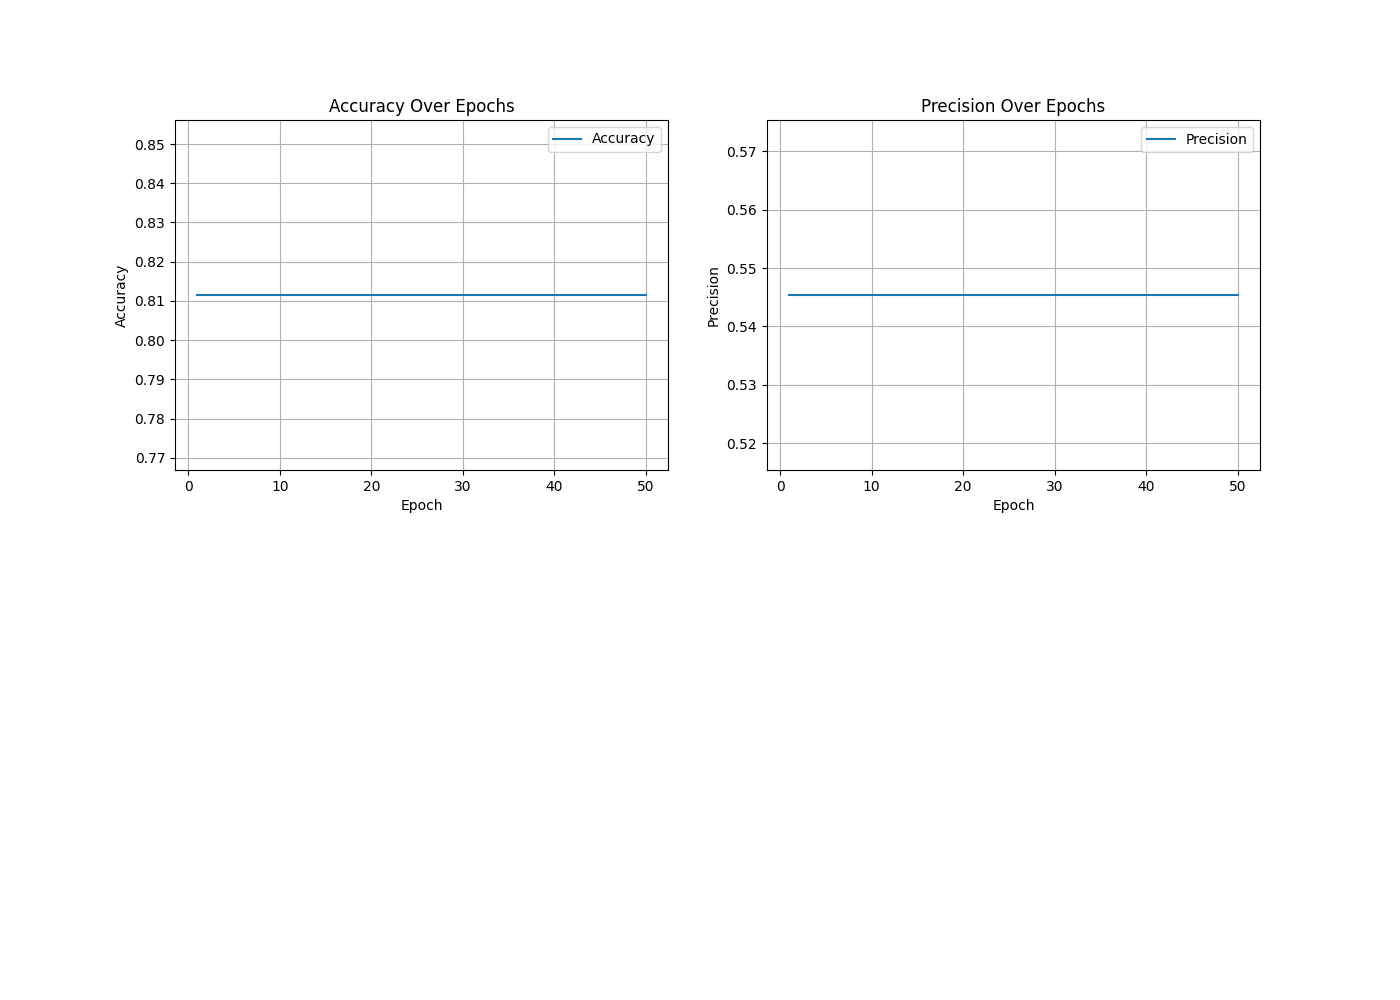 Accuracy Over Epochs
Accuracy
0.85
0.84
0.83
0.82
0.81
0.80
0.79
0.78
0.77
Accuracy
0 10 20 30 40 50
Epoch
Precision Over Epochs
Precision
0.57
0.56
0.55
0.54
0.53
0.52
Precision
0 10 20 30 40 50
Epoch